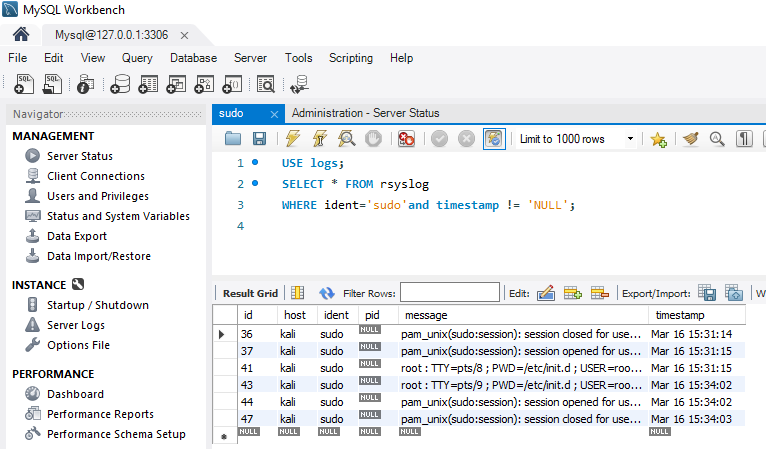 MySQL Workbench
Mysql@127.0.0.1:3306 ×
File Edit View Query Database Server Tools Scripting Help
Navigator
MANAGEMENT
Server Status
Client Connections
Users and Privileges
Status and System Variables
Data Export
Data Import/Restore
INSTANCE
Startup / Shutdown
Server Logs
Options File
PERFORMANCE
Dashboard
Performance Reports
Performance Schema Setup
sudo × Administration - Server Status
Limit to 1000 rows
1 USE logs;
2 SELECT * FROM rsyslog
3 WHERE ident='sudo'and timestamp != 'NULL';
4
Result Grid Filter Rows: Edit: Export/Import: W
id host ident pid message timestamp
36 kali sudo NULL pam_unix(sudo:session): session closed for use... Mar 16 15:31:14
37 kali sudo NULL pam_unix(sudo:session): session opened for us... Mar 16 15:31:15
41 kali sudo NULL root : TTY=pts/8 ; PWD=/etc/init.d ; USER=roo... Mar 16 15:31:15
43 kali sudo NULL root : TTY=pts/9 ; PWD=/etc/init.d ; USER=roo... Mar 16 15:34:02
44 kali sudo NULL pam_unix(sudo:session): session opened for us... Mar 16 15:34:02
47 kali sudo NULL pam_unix(sudo:session): session closed for use... Mar 16 15:34:03
NULL NULL NULL NULL NULL NULL